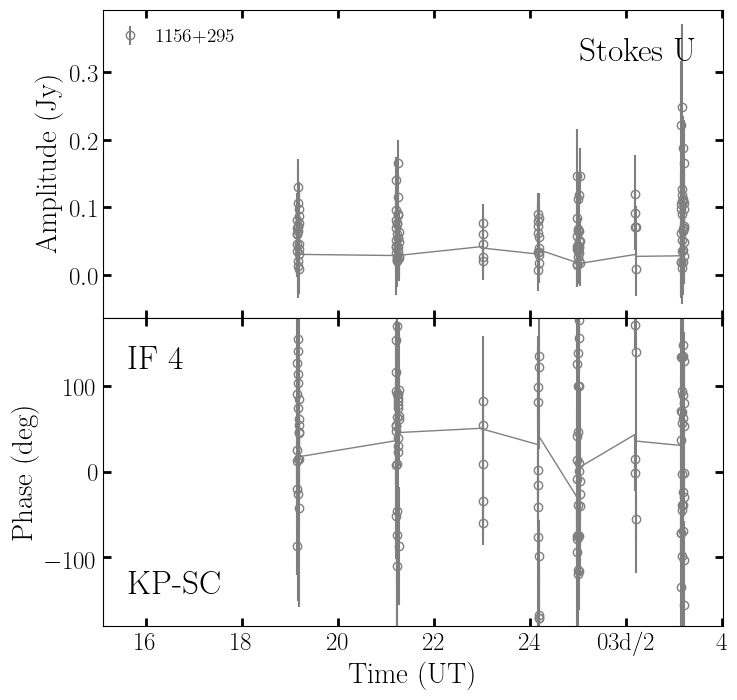 1156+295
Stokes U
0.3
0.2
0.1
0.0
Amplitude (Jy)
IF 4
100
0
−100
Phase (deg)
KP-SC
16 18 20 22 24 03d/2 4
Time (UT)